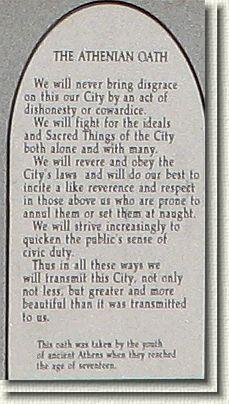 THE ATHENIAN OATH
We will never bring disgrace
on this our City by an act of
dishonesty or cowardice.
We will fight for the ideals
and Sacred Things of the City
both alone and with many.
We will revere and obey the
City's laws and will do our best to
incite a like reverence and respect
in those above us who are prone to
annul them or set them at naught.
We will strive increasingly to
quicken the public's sense of
civic duty.
Thus in all these ways we
will transmit this City, not only
not less, but greater and more
beautiful than it was transmitted
to us.
This oath was taken by the youth
of ancient Athens when they reached
the age of seventeen.